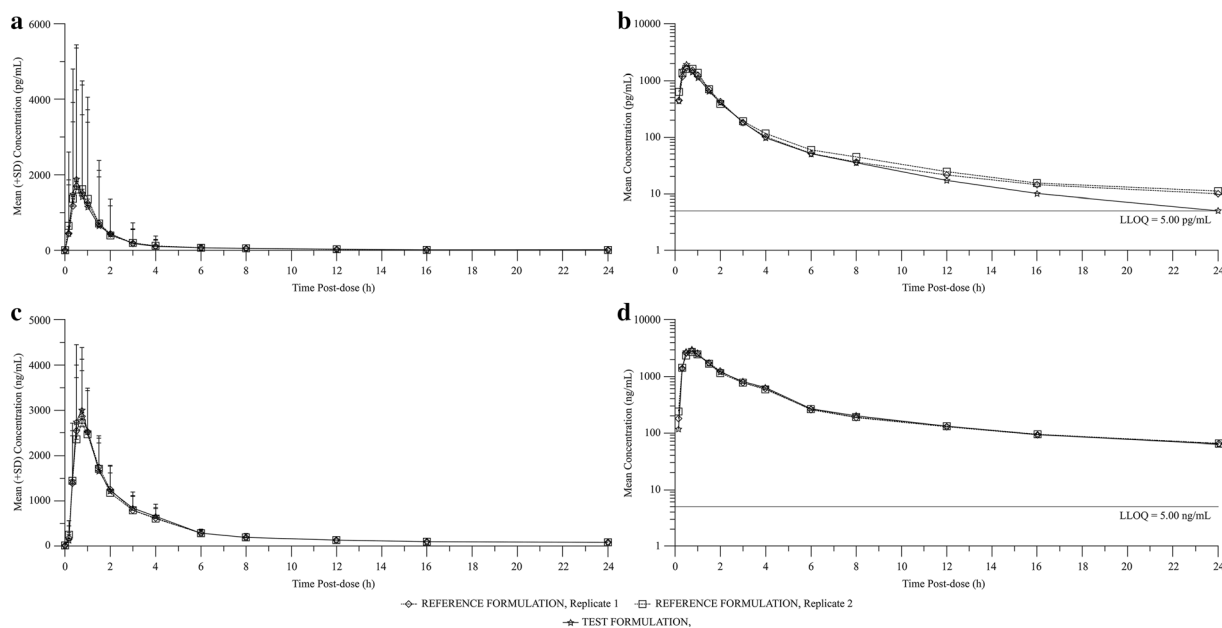 a
6000
4000
2000
0
Mean (+SD) Concentration (pg/mL)
0 2 4 6 8 10 12 14 16 18 20 22 24
Time Post-dose (h)
b
10000
1000
100
10
1
Mean Concentration (pg/mL)
LLOQ = 5.00 pg/mL
0 2 4 6 8 10 12 14 16 18 20 22 24
Time Post-dose (h)
c
5000
4000
3000
2000
1000
0
Mean (+SD) Concentration (ng/mL)
0 2 4 6 8 10 12 14 16 18 20 22 24
Time Post-dose (h)
d
10000
1000
100
10
1
Mean Concentration (ng/mL)
LLOQ = 5.00 ng/mL
0 2 4 6 8 10 12 14 16 18 20 22 24
Time Post-dose (h)
REFERENCE FORMULATION, Replicate 1 REFERENCE FORMULATION, Replicate 2
TEST FORMULATION,